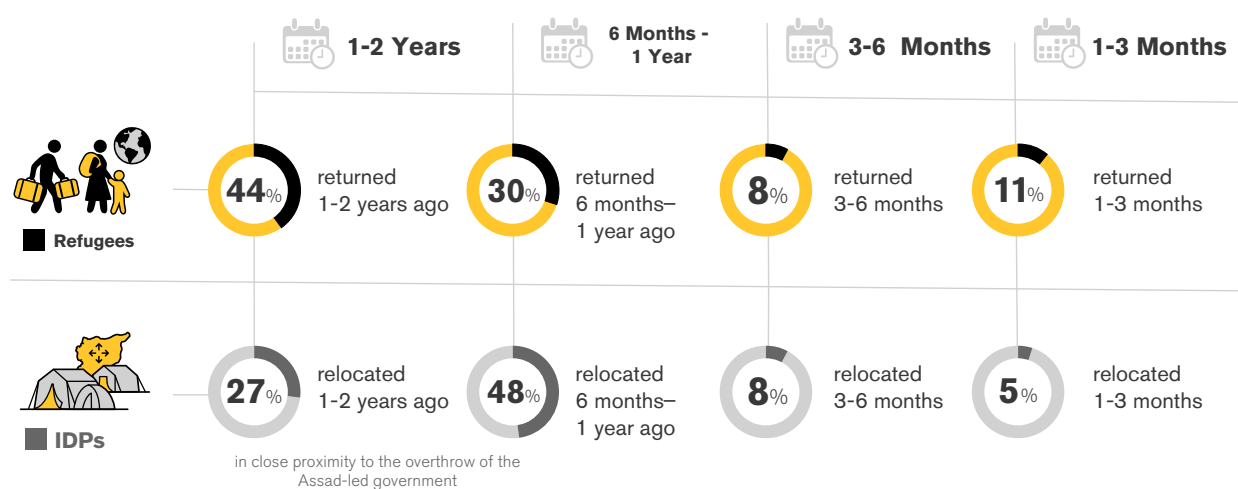 1-2 Years
6 Months -
1 Year
3-6 Months
1-3 Months
Refugees
44%
returned
1-2 years ago
30%
returned
6 months–
1 year ago
8%
returned
3-6 months
11%
returned
1-3 months
IDPs
27%
relocated
1-2 years ago
48%
relocated
6 months–
1 year ago
8%
relocated
3-6 months
5%
relocated
1-3 months
in close proximity to the overthrow of the
Assad-led government